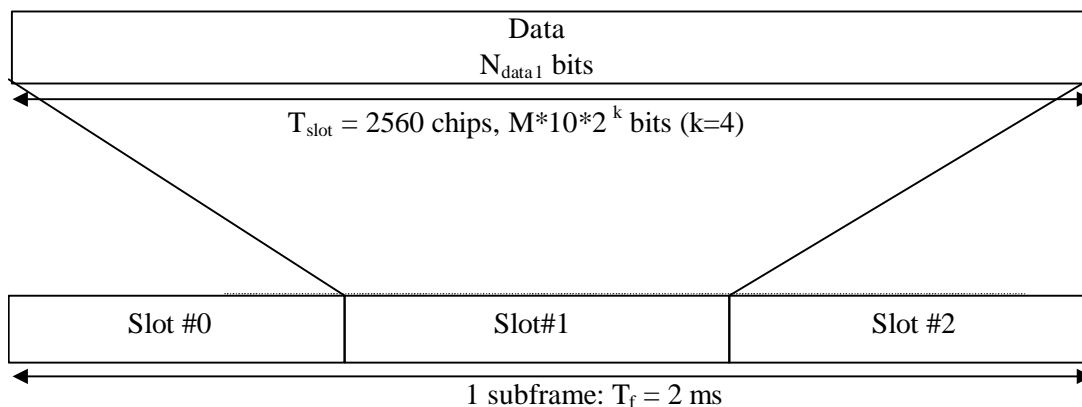 Data
N_data1 bits
T_slot = 2560 chips, M*10*2^k bits (k=4)
Slot #0 Slot#1 Slot #2
1 subframe: T_f = 2 ms